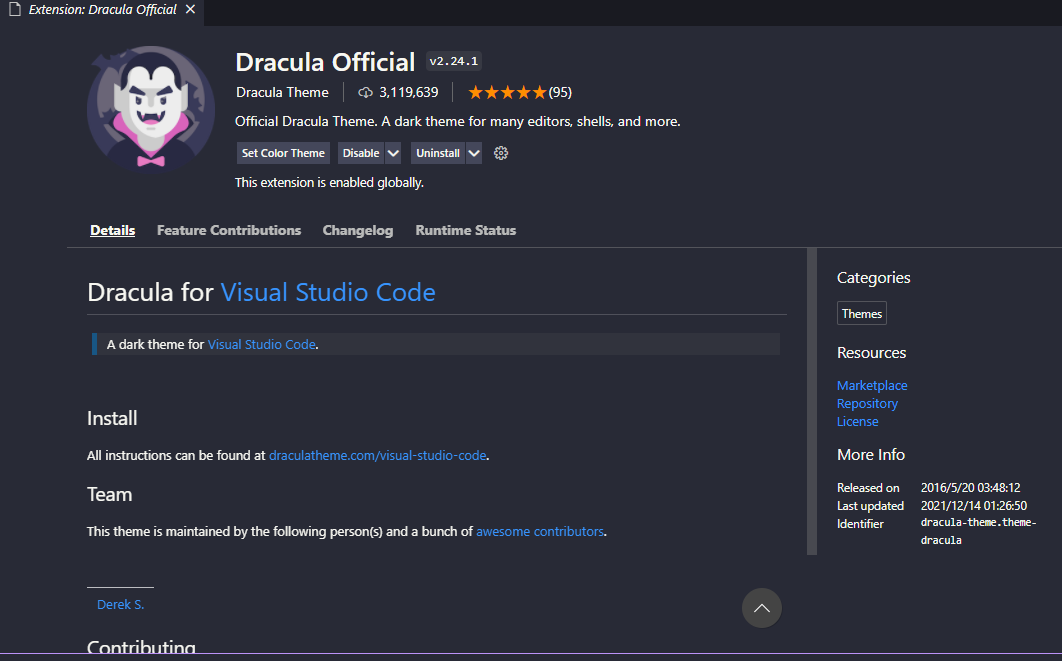 Extension: Dracula Official
Dracula Official v2.24.1
Dracula Theme 3,119,639 (95)
Official Dracula Theme. A dark theme for many editors, shells, and more.
Set Color Theme Disable Uninstall
This extension is enabled globally.
Details Feature Contributions Changelog Runtime Status
Dracula for Visual Studio Code
A dark theme for Visual Studio Code.
Install
All instructions can be found at draculatheme.com/visual-studio-code.
Team
This theme is maintained by the following person(s) and a bunch of awesome contributors.
Derek S.
Contributing
Categories
Themes
Resources
Marketplace
Repository
License
More Info
Released on 2016/5/20 03:48:12
Last updated 2021/12/14 01:26:50
Identifier dracula-theme.theme-
dracula